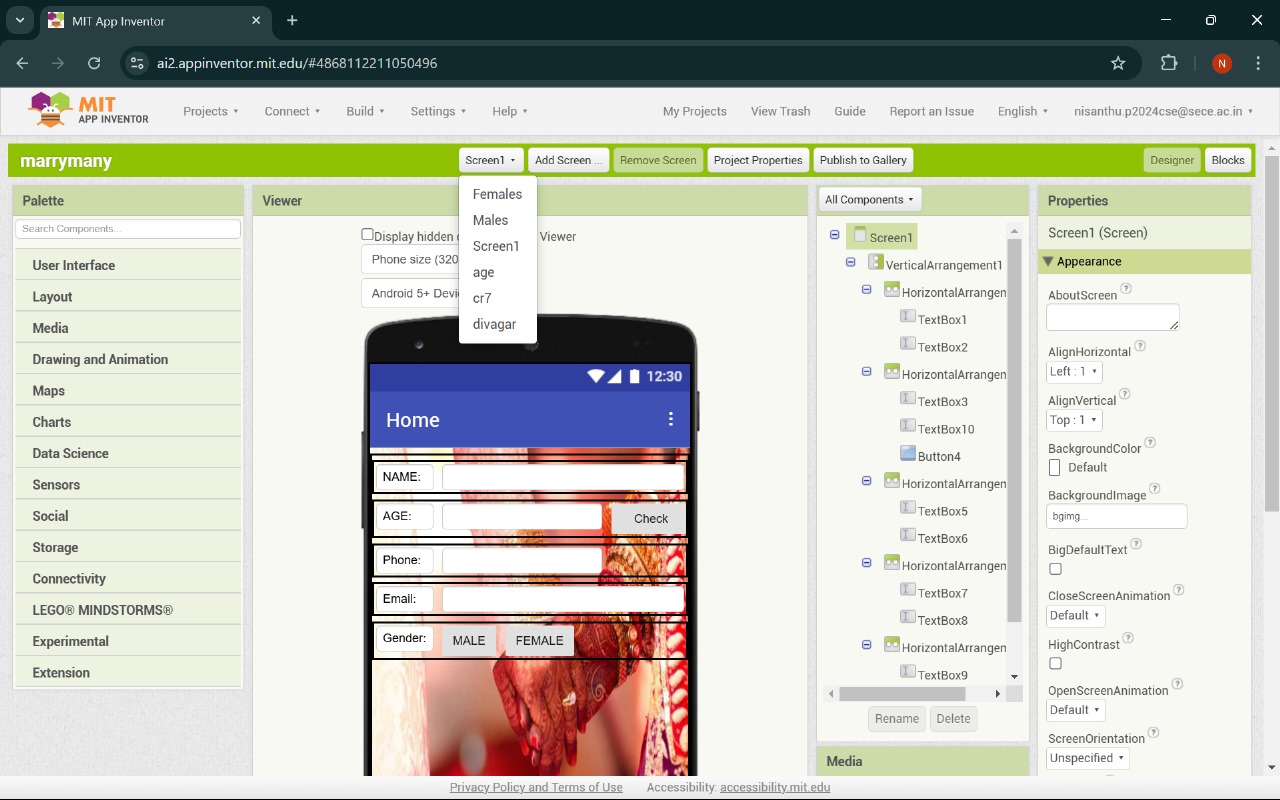 MIT App Inventor
ai2.appinventor.mit.edu/#4868112211050496
N
MIT
APP INVENTOR
Projects
Connect
Build
Settings
Help
My Projects
View Trash
Guide
Report an Issue
English
nisanthu.p2024cse@sece.ac.in
marrymany
Screen1
Add Screen ...
Remove Screen
Project Properties
Publish to Gallery
Designer
Blocks
Females
Males
Screen1
age
cr7
divagar
Palette
Search Components...
User Interface
Layout
Media
Drawing and Animation
Maps
Charts
Data Science
Sensors
Social
Storage
Connectivity
LEGO® MINDSTORMS®
Experimental
Extension
Viewer
Display hidden Viewer
Phone size (320
Android 5+ Devi
12:30
Home
NAME:
AGE:
Check
Phone:
Email:
Gender:
MALE
FEMALE
All Components
Screen1
VerticalArrangement1
HorizontalArrangen
TextBox1
TextBox2
HorizontalArrangen
TextBox3
TextBox10
Button4
HorizontalArrangen
TextBox5
TextBox6
HorizontalArrangen
TextBox7
TextBox8
HorizontalArrangen
TextBox9
Rename
Delete
Media
Properties
Screen1 (Screen)
Appearance
AboutScreen ?
AlignHorizontal ?
Left : 1
AlignVertical ?
Top : 1
BackgroundColor ?
Default
BackgroundImage ?
bgimg...
BigDefaultText ?
CloseScreenAnimation ?
Default
HighContrast ?
OpenScreenAnimation ?
Default
ScreenOrientation ?
Unspecified
Privacy Policy and Terms of Use
Accessibility: accessibility.mit.edu